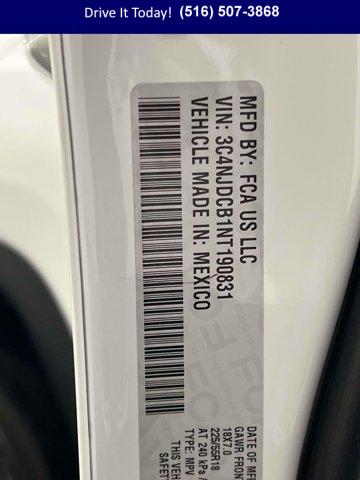 Drive It Today! (516) 507-3868
MFD BY: FCA US LLC
VIN: 3C4NJDCB1NT190831
VEHICLE MADE IN: MEXICO
DATE OF MFR
GAWR FRONT
18X7.0
225/55R18
AT 240 kPa /
THIS VEH
SAFET
TYPE: MPV